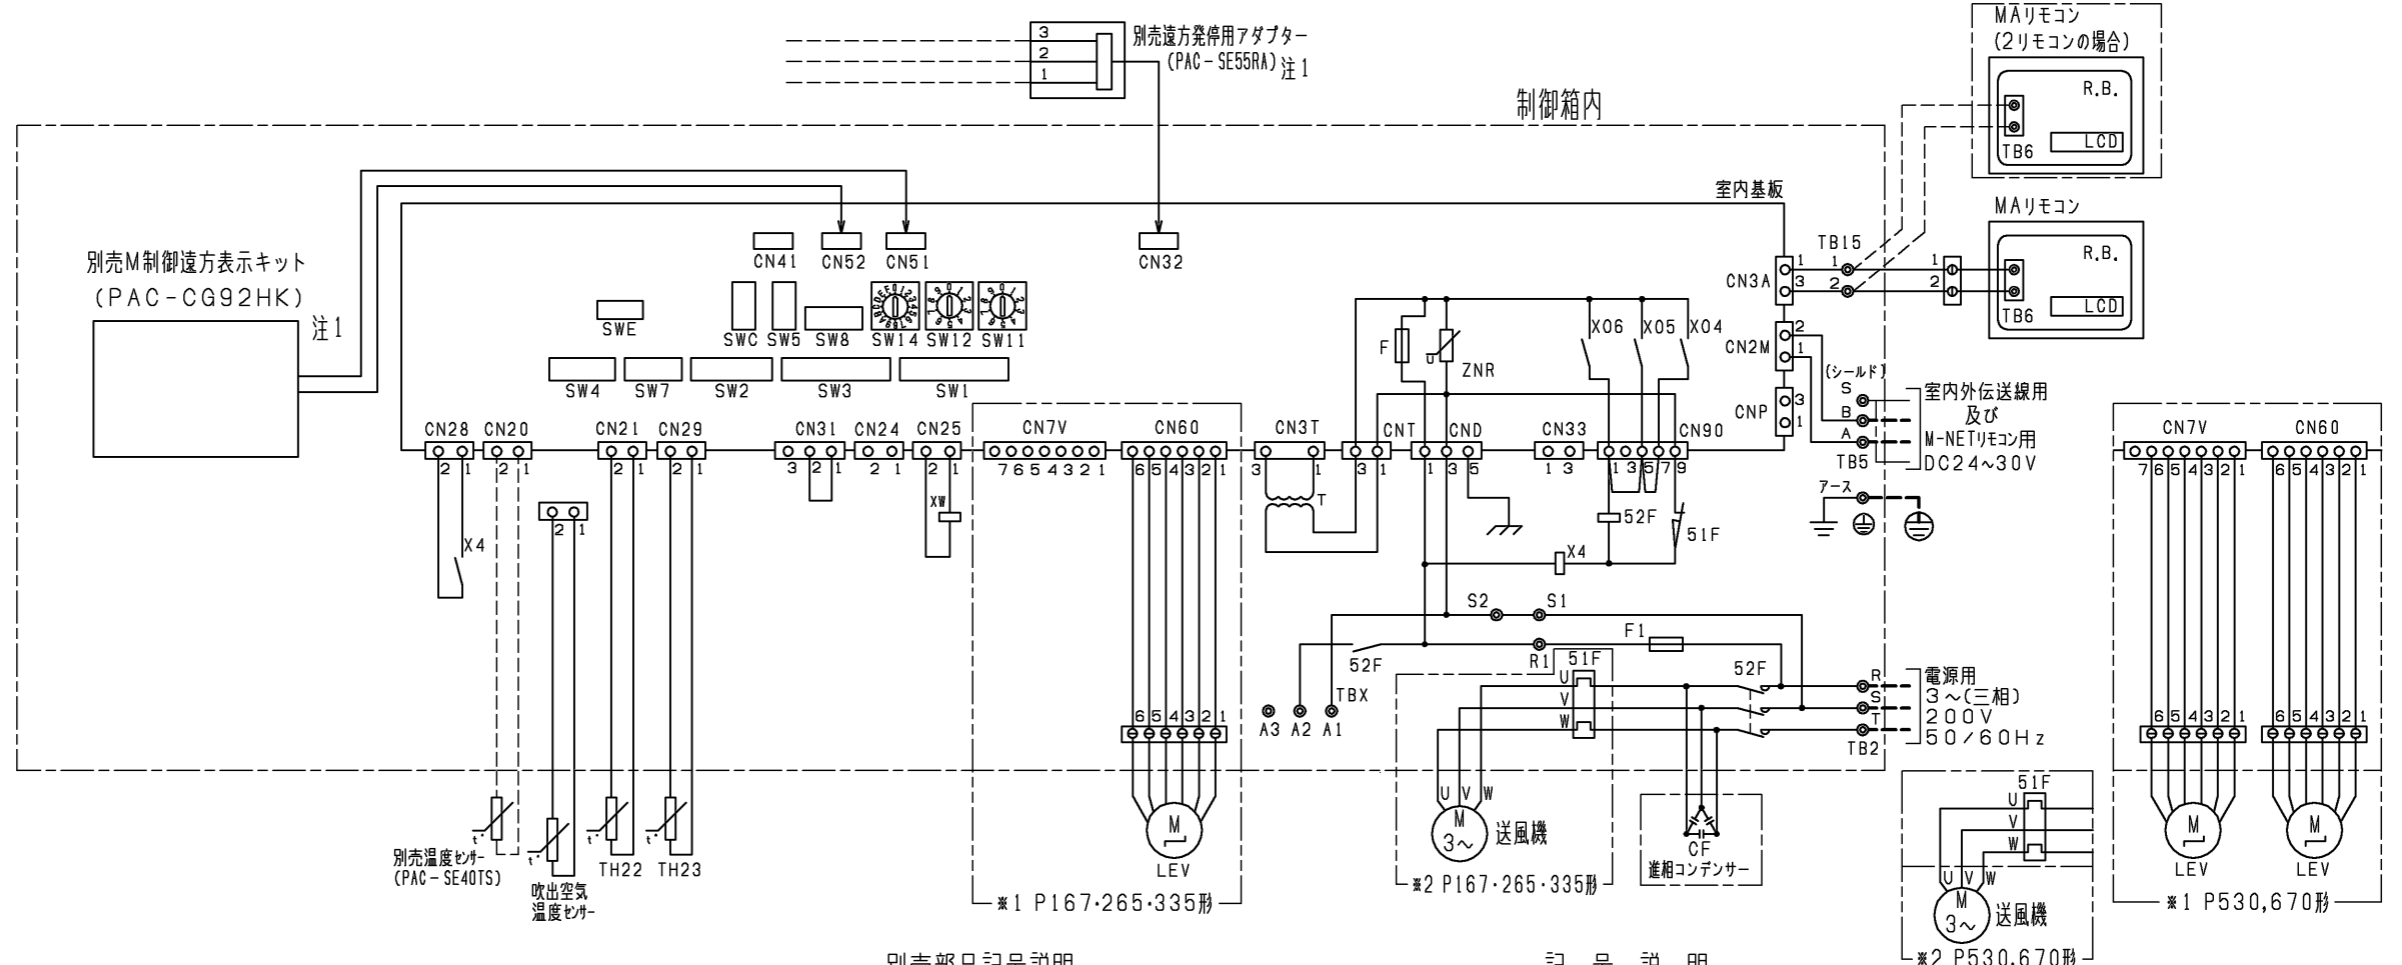 3
2
1
別売遠方発停用アダプター
(PAC-SE55RA) 注1
MAリモコン
(2リモコンの場合)
R.B.
LCD
TB6
制御箱内
室内基板
別売M制御遠方表示キット
(PAC-CG92HK)
注1
CN41
CN52
CN51
CN32
SWE
SWC
SW5
SW8
SW14
SW12
SW11
SW4
SW7
SW2
SW3
SW1
MAリモコン
R.B.
LCD
TB6
TB15
1 1 1
3 2 2
CN3A
CN2M
2
1
CNP
3
1
F
ZNR
X06
X05
X04
(シールド)
S
B
A
TB5
室内外伝送線用
及び
M-NETリモコン用
DC24~30V
アース
CN28
CN20
CN21
CN29
CN31
CN24
CN25
CN7V
CN60
CN3T
CNT
CND
CN33
CN90
2 1
2 1
2 1
2 1
3 2 1
2 1
2 1
7 6 5 4 3 2 1
6 5 4 3 2 1
3 1
3 1
1 3 5
1 3
1 3 5 7 9
2 1
X4
XW
T
52F
51F
X4
S2
S1
F1
R1
52F
TBX
A3 A2 A1
51F
U
V
W
52F
R
S
T
TB2
電源用
3~(三相)
200V
50/60Hz
6 5 4 3 2 1
M
LEV
※1 P167・265・335形
U V W
M
3~
送風機
※2 P167・265・335形
CF
進相コンデンサー
t°
別売温度センサー
(PAC-SE40TS)
t°
吹出空気
温度センサー
t°
TH22
t°
TH23
CN7V
CN60
7 6 5 4 3 2 1
6 5 4 3 2 1
6 5 4 3 2 1
6 5 4 3 2 1
M
LEV
M
LEV
※1 P530,670形
51F
U
V
W
U V W
M
3~
送風機
※2 P530,670形
別売部品記号説明
記 号 説 明